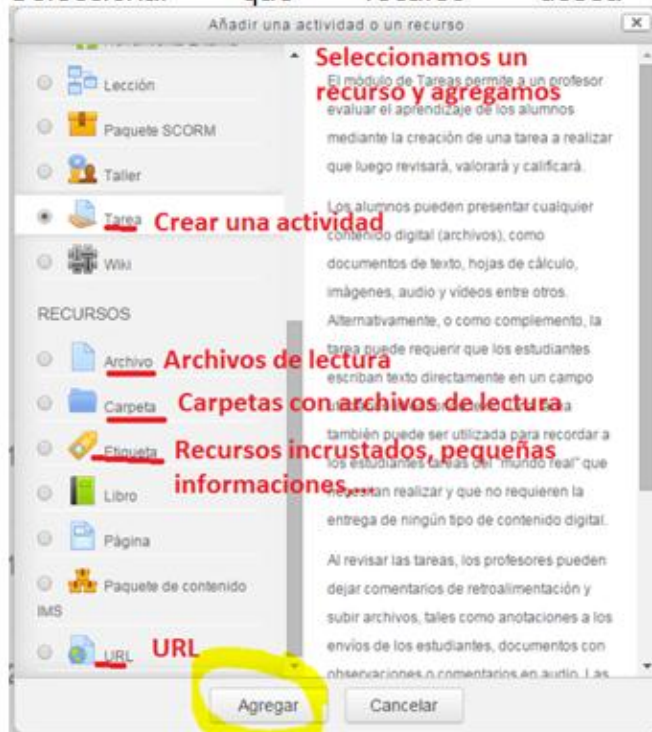 Seleccionar que recurso desea
Añadir una actividad o un recurso
Seleccionamos un
recurso y agregamos
Lección
Paquete SCORM
Taller
Tarea
Crear una actividad
Wiki
RECURSOS
Archivo
Archivos de lectura
Carpeta
Carpetas con archivos de lectura
Etiqueta
Recursos incrustados, pequeñas
informaciones,...
Libro
Página
Paquete de contenido
IMS
URL
URL
El módulo de Tareas permite a un profesor
evaluar el aprendizaje de los alumnos
mediante la creación de una tarea a realizar
que luego revisará, valorará y calificará.
Los alumnos pueden presentar cualquier
contenido digital (archivos), como
documentos de texto, hojas de cálculo,
imágenes, audio y vídeos entre otros.
Alternativamente, o como complemento, la
tarea puede requerir que los estudiantes
escriban texto directamente en un campo
también puede ser utilizada para recordar a
los estudiantes tareas del "mundo real" que
necesitan realizar y que no requieren la
entrega de ningún tipo de contenido digital.
Al revisar las tareas, los profesores pueden
dejar comentarios de retroalimentación y
subir archivos, tales como anotaciones a los
envíos de los estudiantes, documentos con
observaciones o comentarios en audio. Las
Agregar
Cancelar